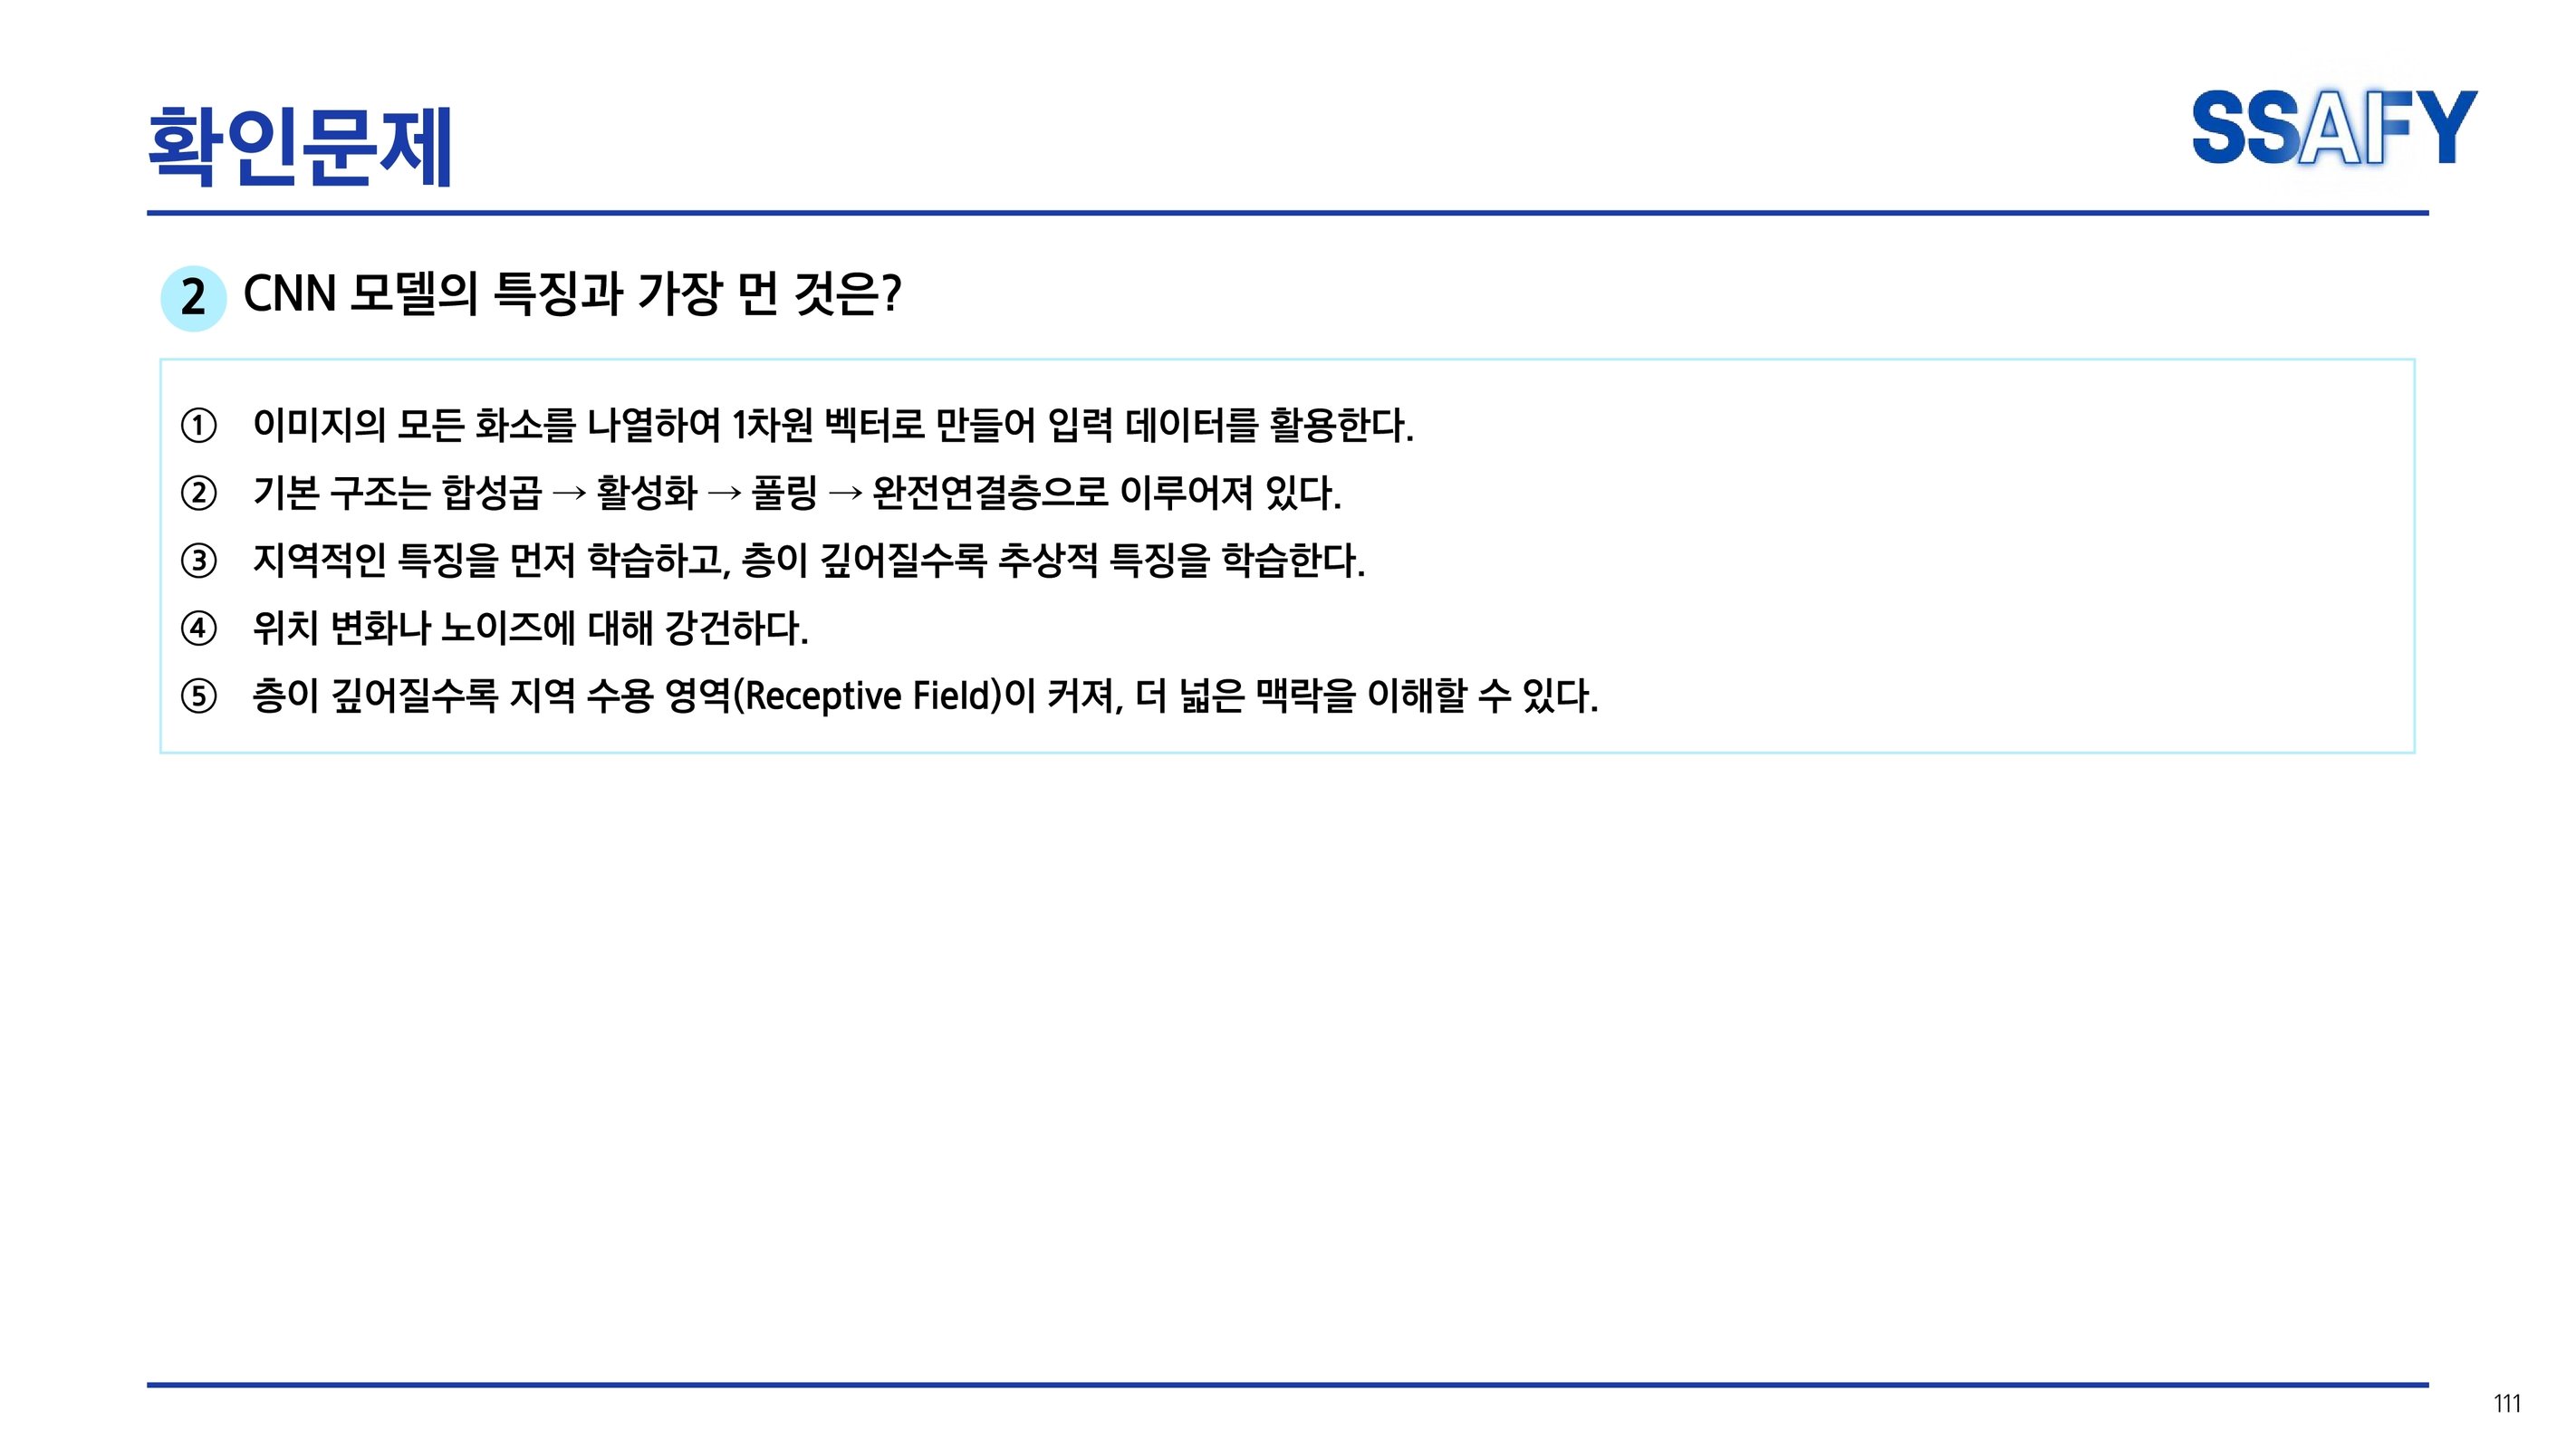 확인문제
SSAFY
2 CNN 모델의 특징과 가장 먼 것은?
① 이미지의 모든 화소를 나열하여 1차원 벡터로 만들어 입력 데이터를 활용한다.
② 기본 구조는 합성곱 → 활성화 → 풀링 → 완전연결층으로 이루어져 있다.
③ 지역적인 특징을 먼저 학습하고, 층이 깊어질수록 추상적 특징을 학습한다.
④ 위치 변화나 노이즈에 대해 강건하다.
⑤ 층이 깊어질수록 지역 수용 영역(Receptive Field)이 커져, 더 넓은 맥락을 이해할 수 있다.
111